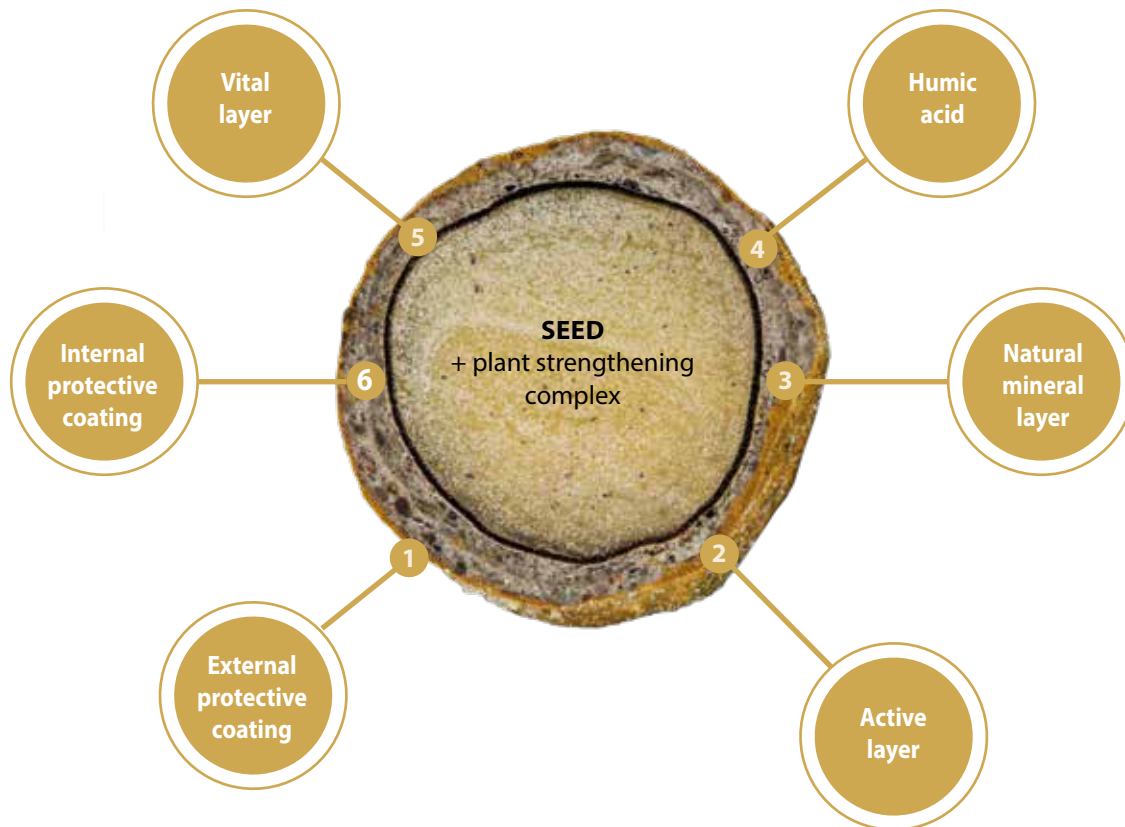 Vital
layer
Humic
acid
5
4
SEED
+ plant strengthening
complex
Internal
protective
coating
6
3
Natural
mineral
layer
1
2
External
protective
coating
Active
layer